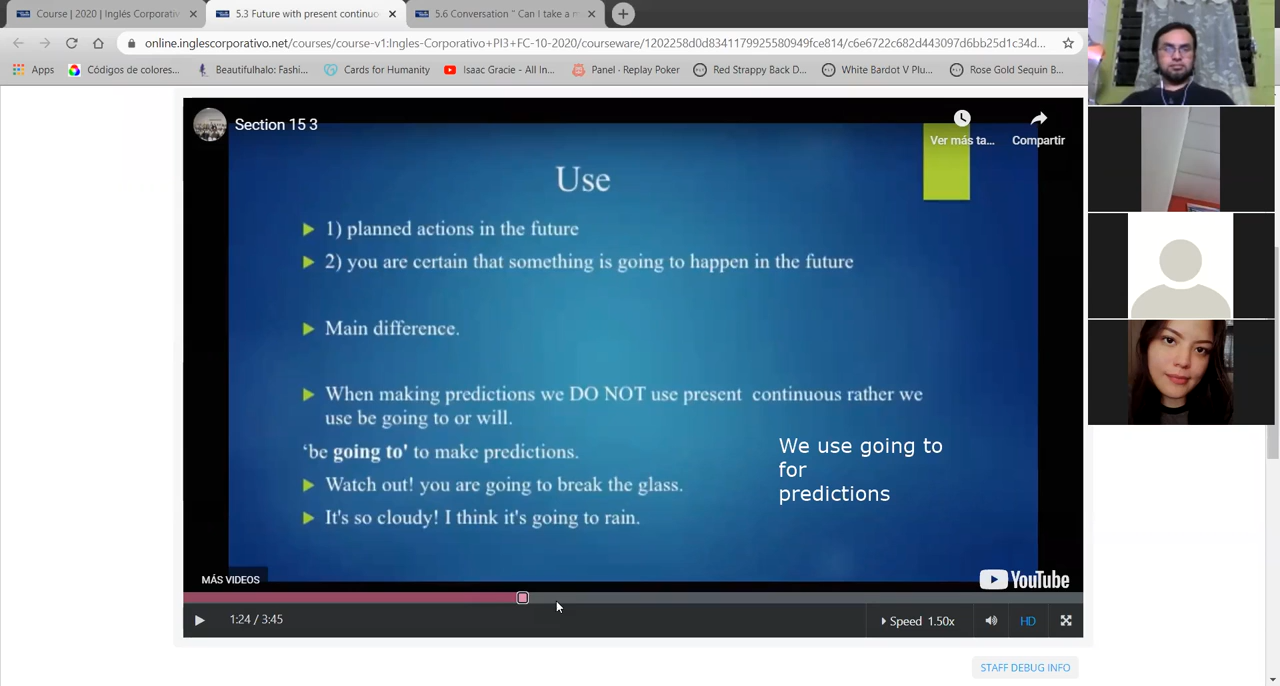 Course | 2020 | Inglés Corporativ
5.3 Future with present continuo
5.6 Conversation " Can I take a m
online.inglescorporativo.net/courses/course-v1:Ingles-Corporativo+PI3+FC-10-2020/courseware/1202258d0d8341179925580949fce814/c6e6722c682d443097d6bb25d1c34d...
Apps
Códigos de colores...
Beautifulhalo: Fashi...
Cards for Humanity
Isaac Gracie - All In...
Panel · Replay Poker
Red Strappy Back D...
White Bardot V Plu...
Rose Gold Sequin B...
Section 15 3
Ver más ta...
Compartir
Use
1) planned actions in the future
2) you are certain that something is going to happen in the future
Main difference.
When making predictions we DO NOT use present continuous rather we
use be going to or will.
'be going to' to make predictions.
Watch out! you are going to break the glass.
It's so cloudy! I think it's going to rain.
We use going to
for
predictions
MÁS VIDEOS
YouTube
1:24 / 3:45
Speed 1.50x
HD
STAFF DEBUG INFO